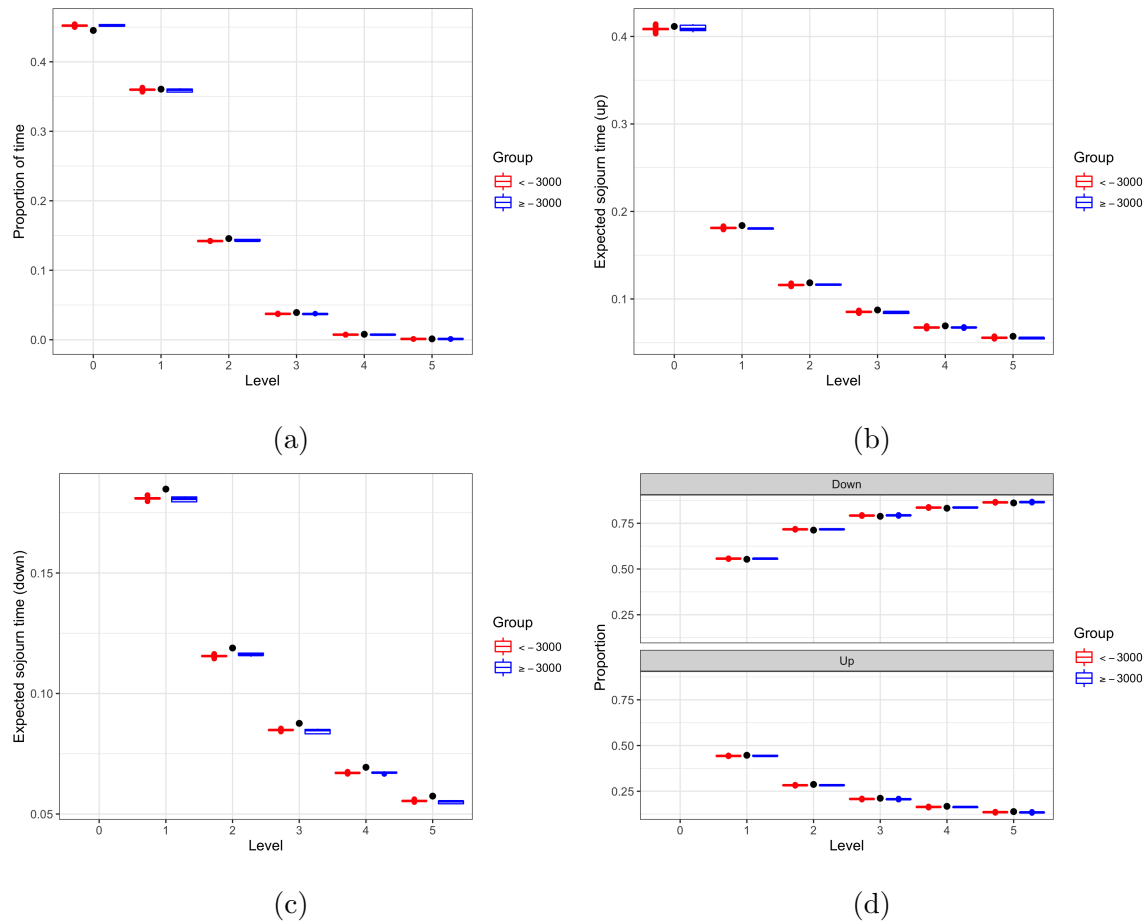 Proportion of time
0.4
0.3
0.2
0.1
0.0
0 1 2 3 4 5
Level
Group
< −3000
≥ −3000
(a)
Expected sojourn time (up)
0.4
0.3
0.2
0.1
0 1 2 3 4 5
Level
Group
< −3000
≥ −3000
(b)
Expected sojourn time (down)
0.15
0.10
0.05
0 1 2 3 4 5
Level
Group
< −3000
≥ −3000
(c)
Proportion
Down
0.75
0.50
0.25
Up
0.75
0.50
0.25
0 1 2 3 4 5
Level
Group
< −3000
≥ −3000
(d)